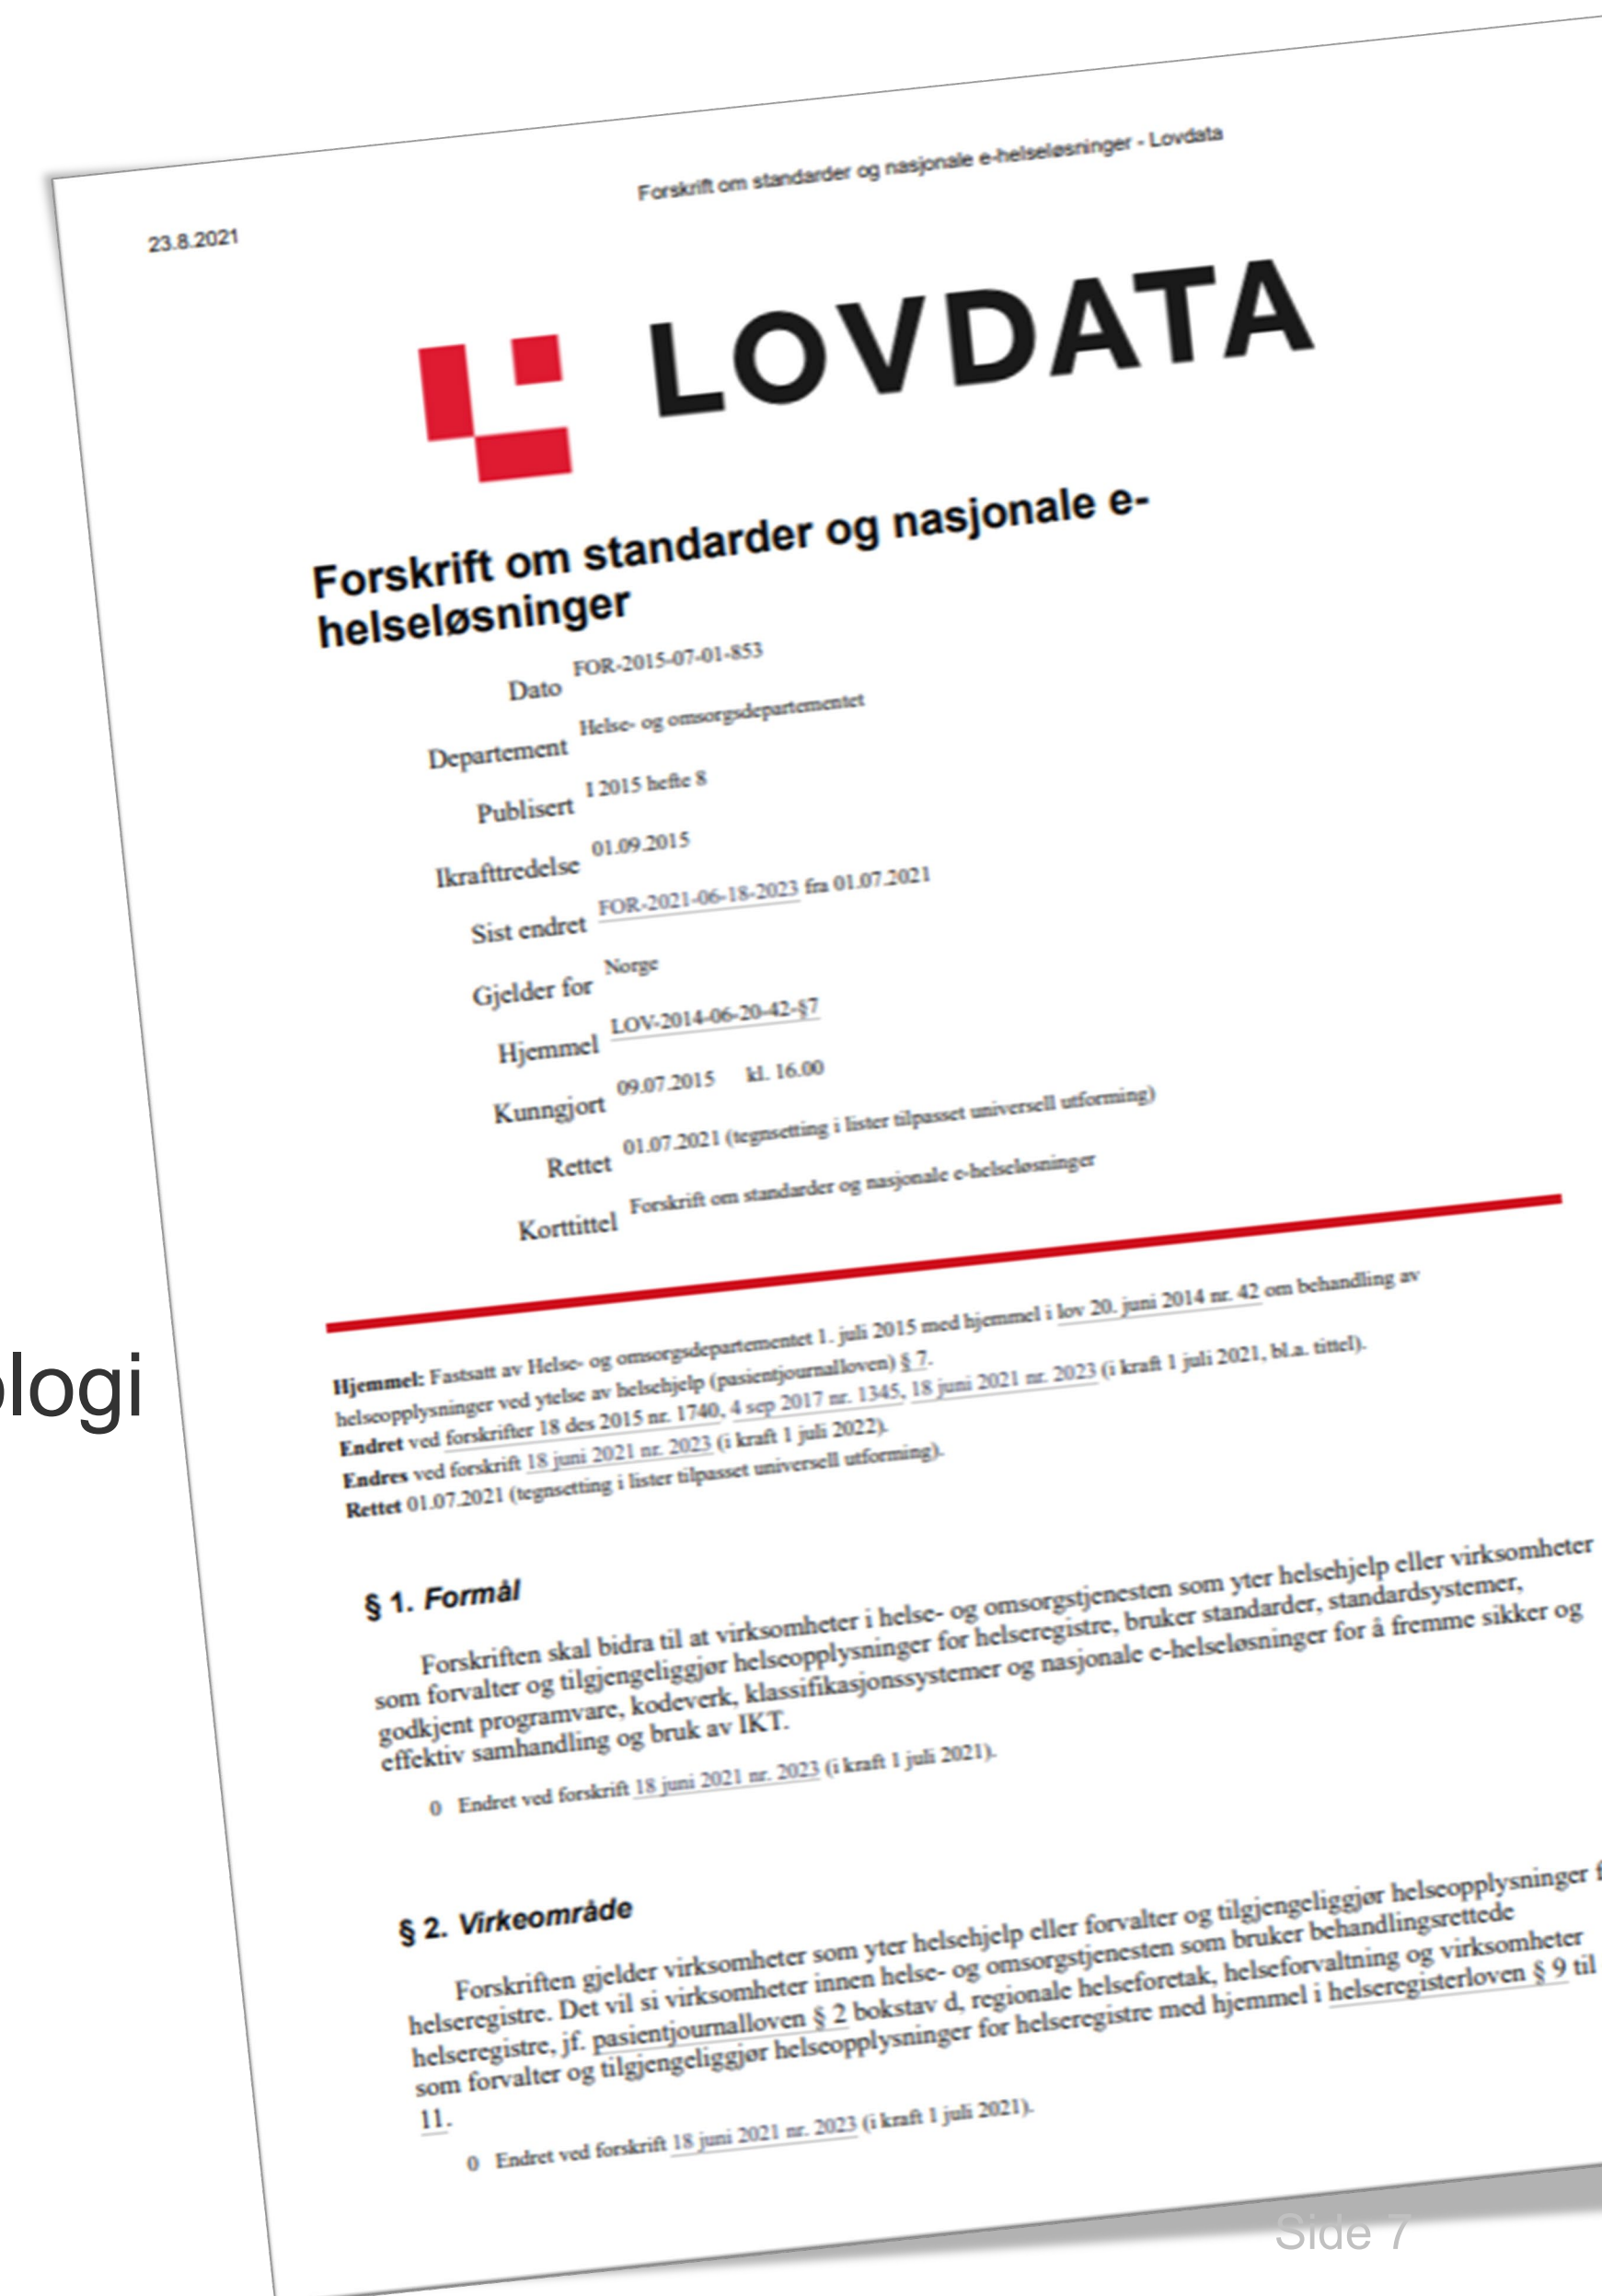 Forskrift om standarder og nasjonale e-helseløsninger - Lovdata
23.8.2021
LOVDATA
Forskrift om standarder og nasjonale e-
helseløsninger
Dato FOR-2015-07-01-853
Departement Helse- og omsorgsdepartementet
Publisert I 2015 hefte 8
Ikrafttredelse 01.09.2015
Sist endret FOR-2021-06-18-2023 fra 01.07.2021
Gjelder for Norge
Hjemmel LOV-2014-06-20-42-§7
Kunngjort 09.07.2015 kl. 16.00
Rettet 01.07.2021 (tegnsetting i lister tilpasset universell utforming)
Korttittel Forskrift om standarder og nasjonale e-helseløsninger
Hjemmel: Fastsatt av Helse- og omsorgsdepartementet 1. juli 2015 med hjemmel i lov 20. juni 2014 nr. 42 om behandling av
helseopplysninger ved ytelse av helsehjelp (pasientjournalloven) § 7.
Endret ved forskrifter 18 des 2015 nr. 1740, 4 sep 2017 nr. 1345, 18 juni 2021 nr. 2023 (i kraft 1 juli 2021, bl.a. tittel).
Endres ved forskrift 18 juni 2021 nr. 2023 (i kraft 1 juli 2022).
Rettet 01.07.2021 (tegnsetting i lister tilpasset universell utforming).
ologi
§ 1. Formål
Forskriften skal bidra til at virksomheter i helse- og omsorgstjenesten som yter helsehjelp eller virksomheter
som forvalter og tilgjengeliggjør helseopplysninger for helseregistre, bruker standarder, standardsystemer,
godkjent programvare, kodeverk, klassifikasjonssystemer og nasjonale e-helseløsninger for å fremme sikker og
effektiv samhandling og bruk av IKT.
0 Endret ved forskrift 18 juni 2021 nr. 2023 (i kraft 1 juli 2021).
§ 2. Virkeområde
Forskriften gjelder virksomheter som yter helsehjelp eller forvalter og tilgjengeliggjør helseopplysninger f
helseregistre. Det vil si virksomheter innen helse- og omsorgstjenesten som bruker behandlingsrettede
helseregistre, jf. pasientjournalloven § 2 bokstav d, regionale helseforetak, helseforvaltning og virksomheter
som forvalter og tilgjengeliggjør helseopplysninger for helseregistre med hjemmel i helseregisterloven § 9 til
11.
0 Endret ved forskrift 18 juni 2021 nr. 2023 (i kraft 1 juli 2021).
Side 7